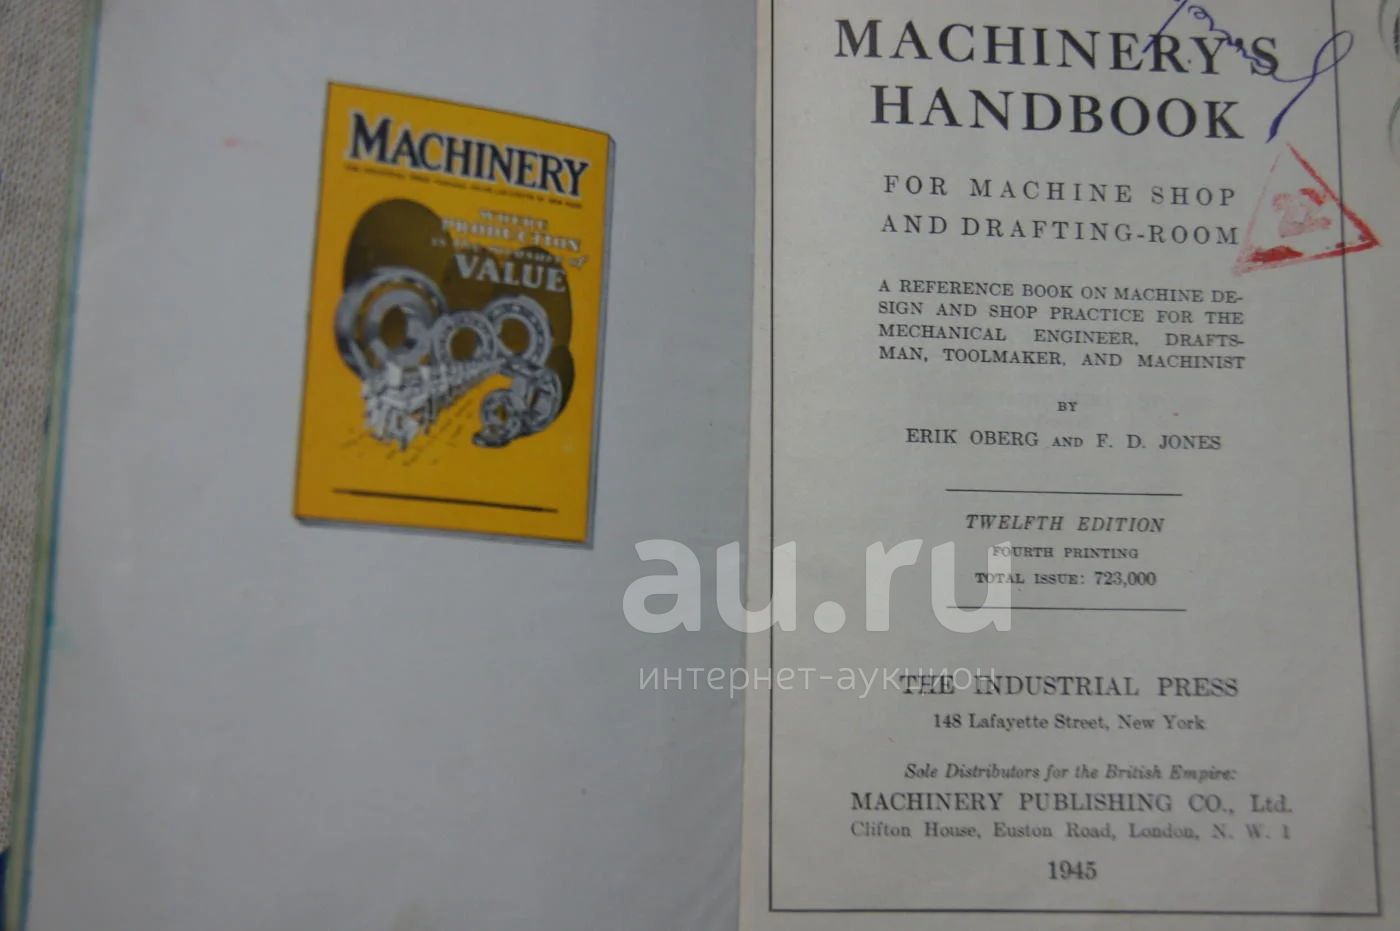 MACHINERY
WHERE
PRODUCTION
of
VALUE
MACHINERY'S
HANDBOOK
FOR MACHINE SHOP
AND DRAFTING-ROOM
22
A REFERENCE BOOK ON MACHINE DE-
SIGN AND SHOP PRACTICE FOR THE
MECHANICAL ENGINEER, DRAFTS-
MAN, TOOLMAKER, AND MACHINIST
BY
ERIK OBERG AND F. D. JONES
TWELFTH EDITION
FOURTH PRINTING
TOTAL ISSUE: 723,000
au.ru
интернет-аукцион
THE INDUSTRIAL PRESS
148 Lafayette Street, New York
Sole Distributors for the British Empire:
MACHINERY PUBLISHING CO., Ltd.
Clifton House, Euston Road, London, N. W. 1
1945